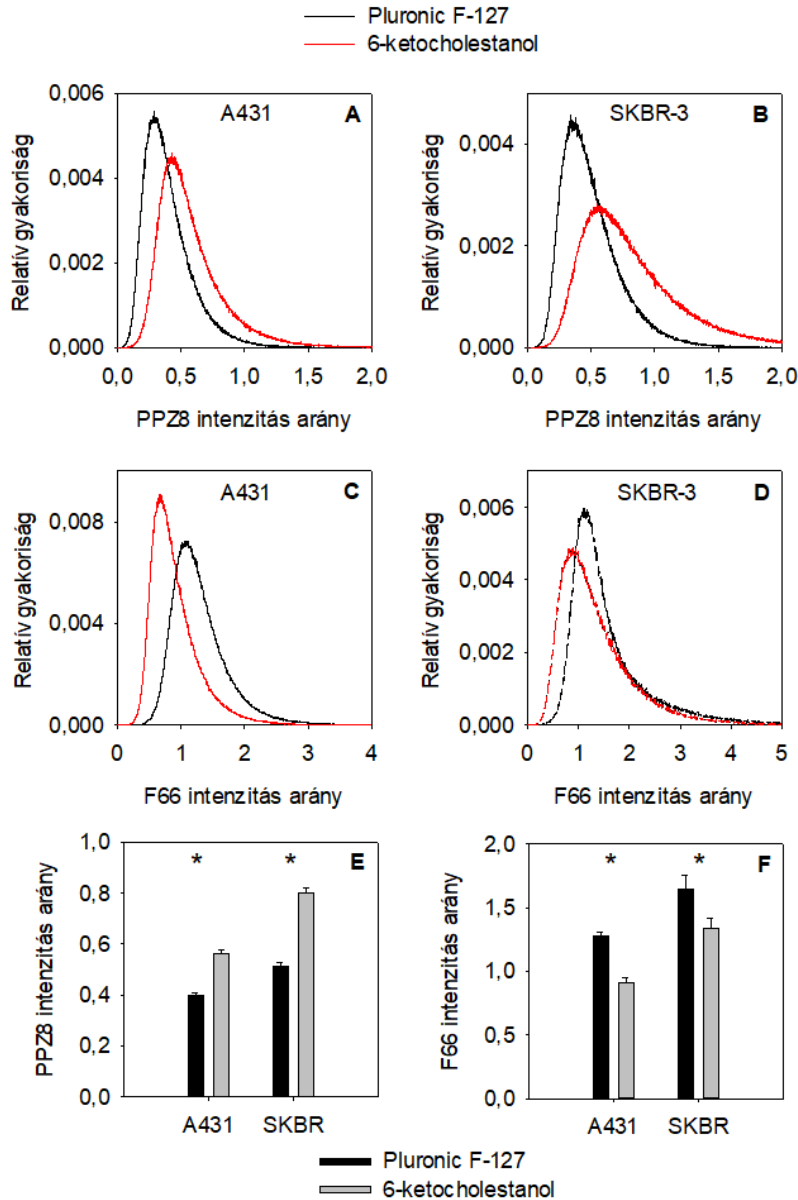 Pluronic F-127
6-ketocholestanol
A431
A
Relatív gyakoriság
0,006
0,004
0,002
0,000
0,0 0,5 1,0 1,5 2,0
PPZ8 intenzitás arány
SKBR-3
B
Relatív gyakoriság
0,004
0,002
0,000
0,0 0,5 1,0 1,5 2,0
PPZ8 intenzitás arány
A431
C
Relatív gyakoriság
0,008
0,004
0,000
0 1 2 3 4
F66 intenzitás arány
SKBR-3
D
Relatív gyakoriság
0,006
0,004
0,002
0,000
0 1 2 3 4 5
F66 intenzitás arány
E
PPZ8 intenzitás arány
1,0
0,8
0,6
0,4
0,2
0,0
* *
A431 SKBR
F
F66 intenzitás arány
2,0
1,5
1,0
0,5
0,0
* *
A431 SKBR
Pluronic F-127
6-ketocholestanol